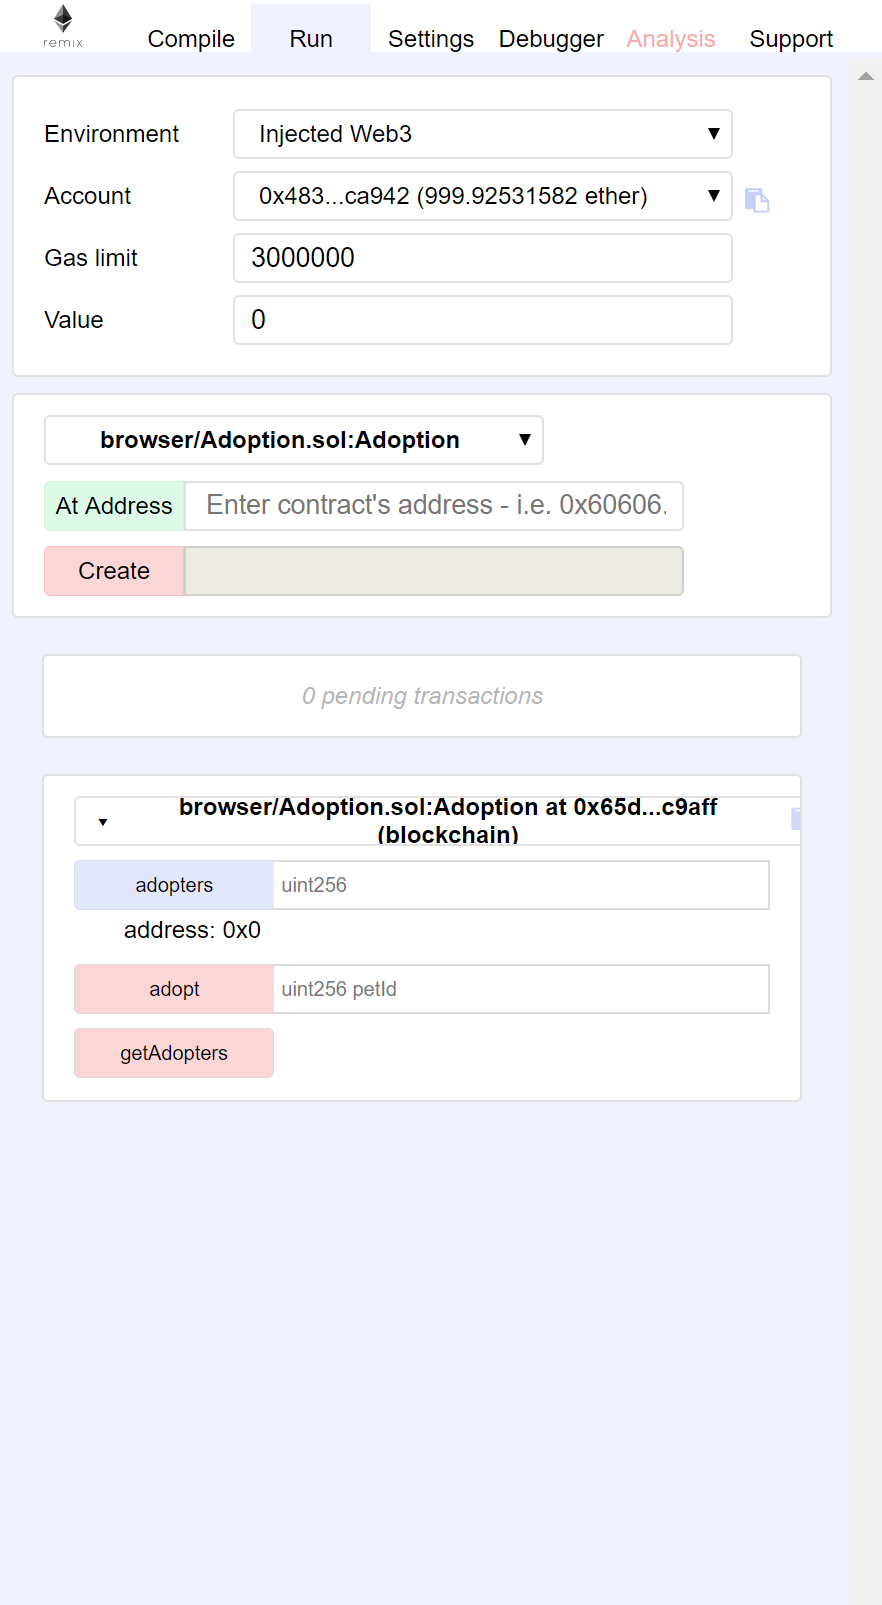 remix
Compile Run Settings Debugger Analysis Support
Environment Injected Web3
Account 0x483...ca942 (999.92531582 ether)
Gas limit 3000000
Value 0
browser/Adoption.sol:Adoption
At Address Enter contract's address - i.e. 0x60606.
Create
0 pending transactions
browser/Adoption.sol:Adoption at 0x65d...c9aff
(blockchain)
adopters uint256
address: 0x0
adopt uint256 petId
getAdopters